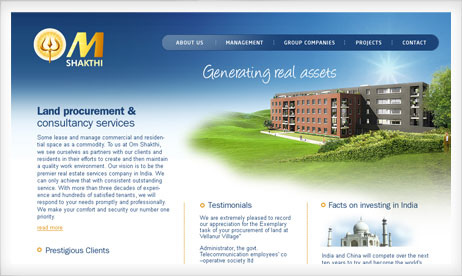 OM
SHAKTHI
ABOUT US
MANAGEMENT
GROUP COMPANIES
PROJECTS
CONTACT
Generating real assets
Land procurement &
consultancy services
Some lease and manage commercial and residen-
tial space as a commodity. To us at Om Shakthi,
we see ourselves as partners with our clients and
residents in their efforts to create and then maintain
a quality work environment. Our vision is to be the
premier real estate services company in India. We
can only achieve that with consistent outstanding
service. With more than three decades of exper-
ience and hundreds of satisfied tenants, we will
respond to your needs promptly and professionally.
We make your comfort and security our number one
priority.
read more
Prestigious Clients
Testimonials
We are extremely pleased to record
our appreciation for the Exemplary
task of your procurement of land at
Vellanur Village"
Administrator, the govt.
Telecommunication employees' co
-operative society ltd
Facts on investing in India
India and China will compete over the next
ten years to try and become the world's